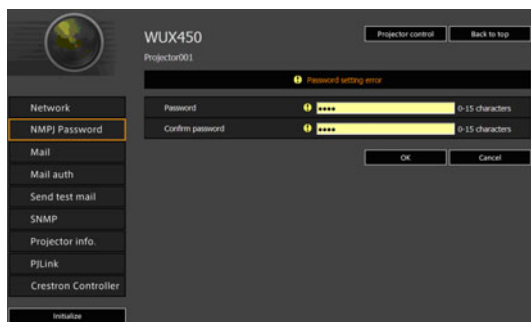 WUX450
Projector control
Back to top
Projector001
Password setting error
Network
NMPJ Password
Mail
Mail auth
Send test mail
SNMP
Projector info.
PJLink
Crestron Controller
Initialize
Password
0-15 characters
Confirm password
0-15 characters
OK
Cancel